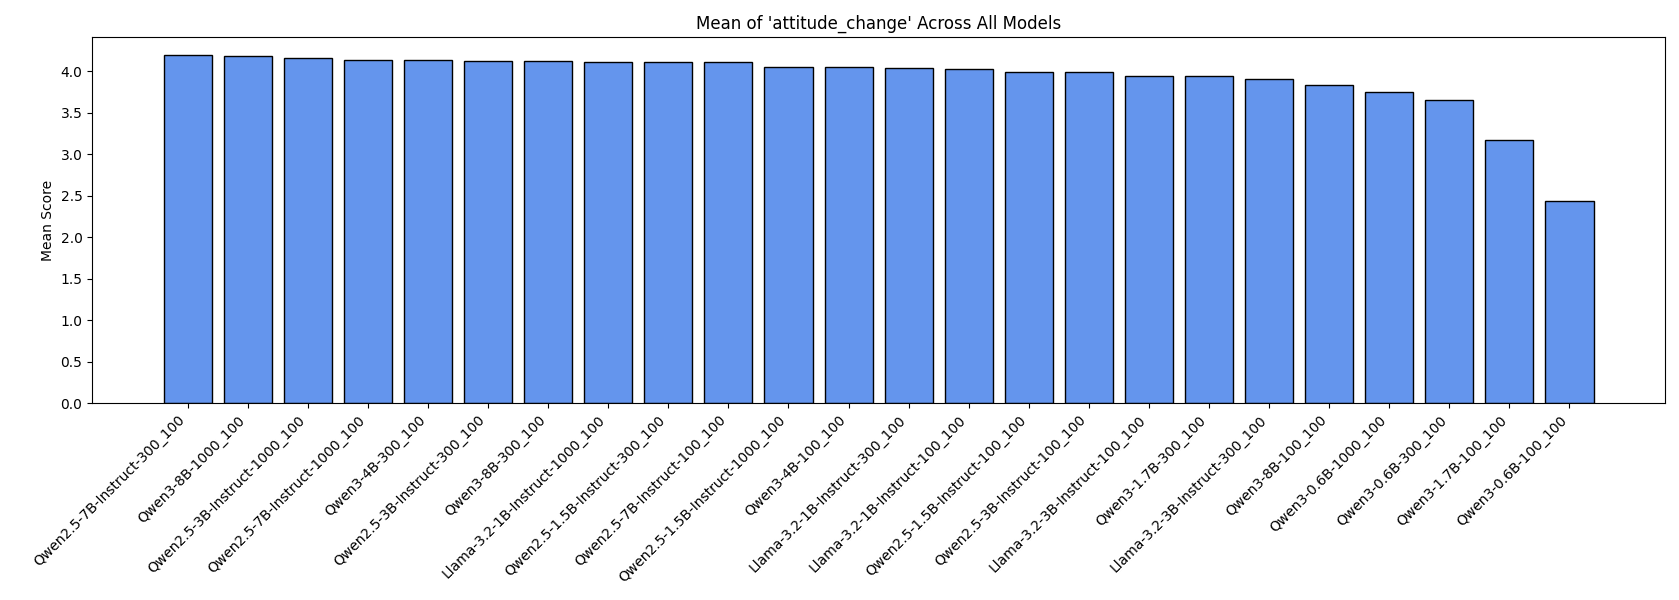 Mean of 'attitude_change' Across All Models
Mean Score
4.0
3.5
3.0
2.5
2.0
1.5
1.0
0.5
0.0
Qwen2.5-7B-Instruct-300_100
Qwen3-8B-1000_100
Qwen2.5-3B-Instruct-1000_100
Qwen2.5-7B-Instruct-1000_100
Qwen3-4B-300_100
Qwen2.5-3B-Instruct-300_100
Qwen3-8B-300_100
Llama-3.2-1B-Instruct-1000_100
Qwen2.5-1.5B-Instruct-300_100
Qwen2.5-7B-Instruct-100_100
Qwen2.5-1.5B-Instruct-1000_100
Qwen3-4B-100_100
Llama-3.2-1B-Instruct-300_100
Llama-3.2-1B-Instruct-100_100
Qwen2.5-1.5B-Instruct-100_100
Qwen2.5-3B-Instruct-100_100
Llama-3.2-3B-Instruct-100_100
Qwen3-1.7B-300_100
Llama-3.2-3B-Instruct-300_100
Qwen3-8B-100_100
Qwen3-0.6B-1000_100
Qwen3-0.6B-300_100
Qwen3-1.7B-100_100
Qwen3-0.6B-100_100